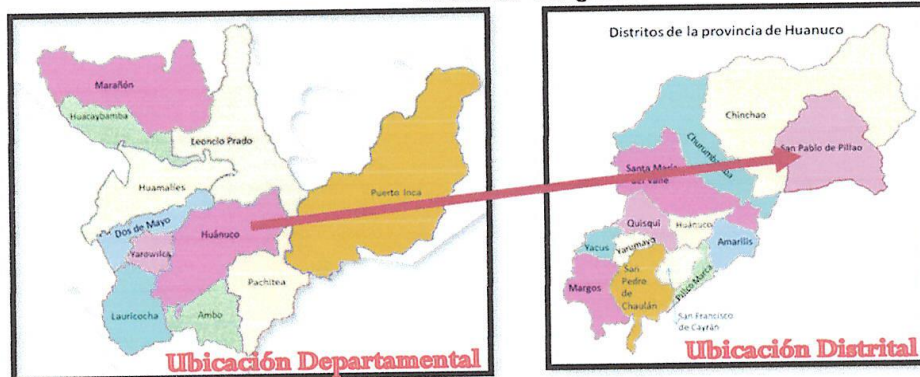 Marañón
Huacaybamba
Leoncio Prado
Huamalíes
Puerto Inca
Dos de Mayo
Huánuco
Yarowilca
Pachitea
Lauricocha
Ambo
Ubicación Departamental
Distritos de la provincia de Huanuco
Chinchao
Churumbamba
San Pablo de Pillao
Santa María
del Valle
Quisqui
Huánuco
Yacus
Yarumayo
Amarilis
San
Pedro
de
Chaulán
Margos
Pillco Marca
San Francisco
de Cayrán
Ubicación Distrital